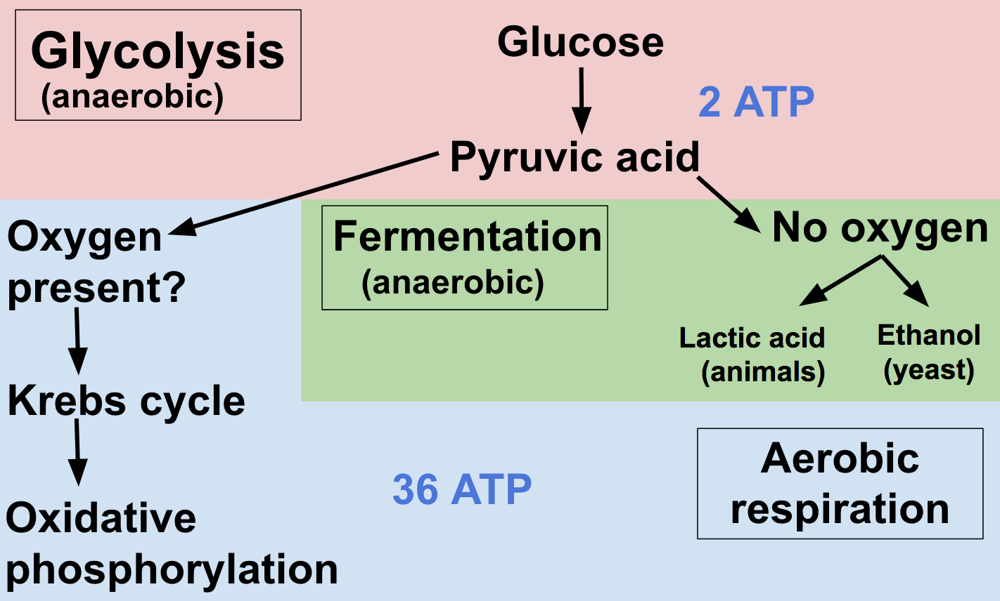 Glycolysis
(anaerobic)
Glucose
2 ATP
Pyruvic acid
Oxygen
present?
Fermentation
(anaerobic)
No oxygen
Lactic acid
(animals)
Ethanol
(yeast)
Krebs cycle
36 ATP
Aerobic
respiration
Oxidative
phosphorylation